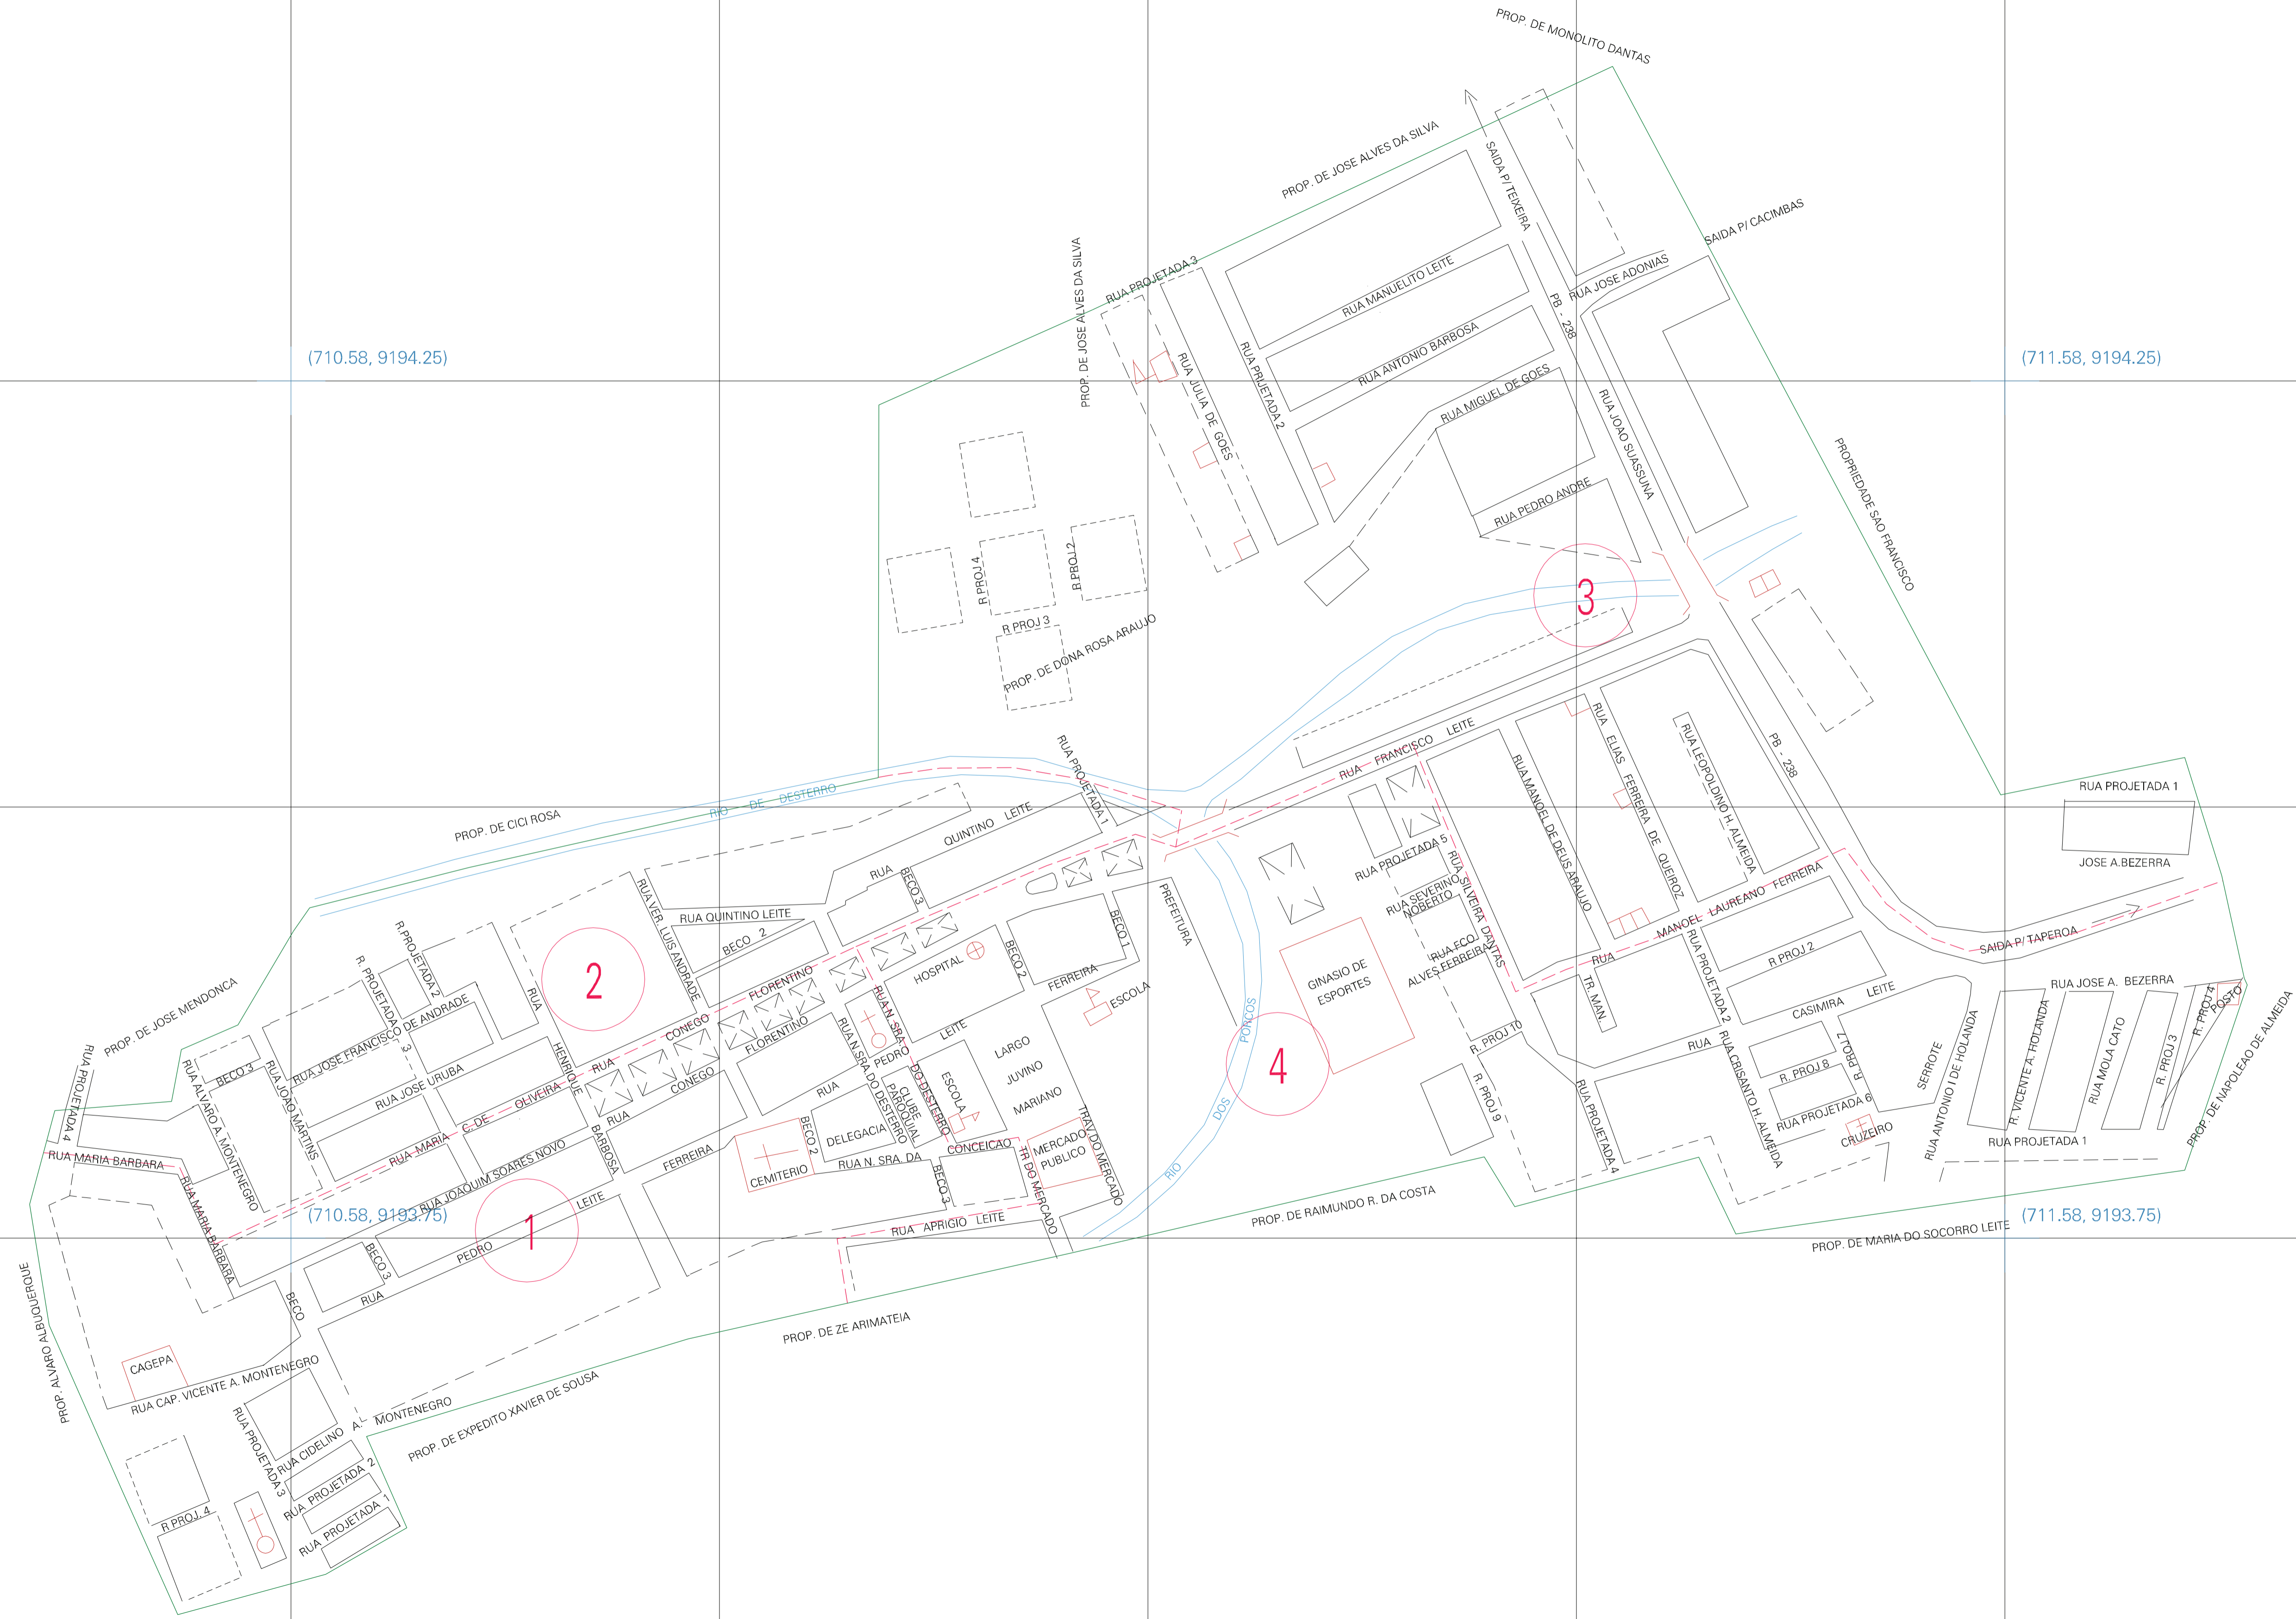 PROP. DE MONOLITO DANTAS
PROP. DE JOSE ALVES DA SILVA
SAIDA P/ TEIXEIRA
SAIDA P/ CACIMBAS
PROP. DE JOSE ALVES DA SILVA
RUA PROJETADA 3
RUA MANUELITO LEITE
RUA JOSE ADONIAS
PB - 238
RUA ANTONIO BARBOSA
(710.58, 9194.25)
(711.58, 9194.25)
RUA JULIA DE GOES
RUA PRIJETADA 2
RUA MIGUEL DE GOES
RUA JOAO SUASSUNA
PROPRIEDADE SAO FRANCISCO
RUA PEDRO ANDRE
R PROJ 4
R PROJ 2
R PROJ 3
3
PROP. DE DONA ROSA ARAUJO
RUA PROJETADA 1
RUA FRANCISCO LEITE
RUA ELIAS FERREIRA DE QUEIROZ
RUA LEOPOLDINO H. ALMEIDA
PB - 238
RUA MANOEL DE DEUS ARAUJO
RUA PROJETADA 1
JOSE A.BEZERRA
RIO DE DESTERRO
PROP. DE CICI ROSA
RUA QUINTINO LEITE
BECO 3
RUA PROJETADA 5
RUA SEVERINO
NOBERTO
RUA SILVEIRA DANTAS
RUA FCO
ALVES FERREIRA
RUA MANOEL LAUREANO FERREIRA
SAIDA P/ TAPEROA
RUA VER. LUIS ANDRADE
RUA QUINTINO LEITE
BECO 2
PREFEITURA
BECO 1
BECO 2
HOSPITAL
FERREIRA
ESCOLA
GINASIO DE
ESPORTES
R PROJ 2
RUA PROJETADA 2
TR. MAN.
RUA CASIMIRA LEITE
RUA JOSE A. BEZERRA
R. PROJ 4
POSTO
PROP. DE JOSE MENDONCA
R. PROJETADA 3
R.PROJETADA 2
RUA JOSE FRANCISCO DE ANDRADE
2
RUA HENRIQUE BARBOSA
RUA CONEGO FLORENTINO
RUA CONEGO FLORENTINO
RUA N. SRA DO DESTERRO
RUA N SRA. DO DESTERRO
RUA PEDRO LEITE
LARGO
JUVINO
MARIANO
4
RIO DOS PORCOS
R. PROJ 10
R. PROJ 9
RUA PROJETADA 4
RUA CRISANTO H. ALMEIDA
R. PROJ 8
R. PROJ 7
RUA PROJETADA 6
CRUZEIRO
SERROTE
RUA ANTONIO I DE HOLANDA
R. VICENTE A. HOLANDA
RUA MOLA CATO
R. PROJ 3
RUA PROJETADA 1
PROP. DE NAPOLEAO DE ALMEIDA
RUA PROJETADA 4
RUA MARIA BARBARA
RUA ALVARO A. MONTENEGRO
BECO 3
RUA JOAO MARTINS
RUA JOSE URUBA
RUA MARIA C. DE OLIVEIRA
RUA JOAQUIM SOARES NOVO
FERREIRA
CEMITERIO
BECO 2
DELEGACIA
CLUBE
PAROQUIAL
ESCOLA
RUA N. SRA. DA CONCEICAO
BECO 3
TR DO MERCADO
MERCADO
PUBLICO
TRAV. DO MERCADO
RUA APRIGIO LEITE
PROP. DE RAIMUNDO R. DA COSTA
PROP. DE MARIA DO SOCORRO LEITE
(710.58, 9193.75)
(711.58, 9193.75)
RUA MARIA BARBARA
1
RUA PEDRO LEITE
BECO 3
BECO
PROP. DE ZE ARIMATEIA
PROP. ALVARO ALBUQUERQUE
CAGEPA
RUA CAP. VICENTE A. MONTENEGRO
RUA PROJETADA 3
RUA CIDELINO A. MONTENEGRO
PROP. DE EXPEDITO XAVIER DE SOUSA
RUA PROJETADA 2
RUA PROJETADA 1
R PROJ. 4